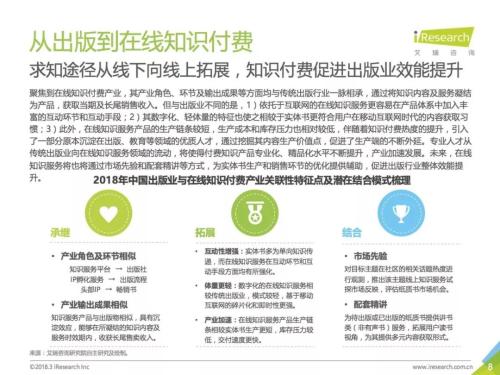 iResearch
艾瑞咨询
从出版到在线知识付费
求知途径从线下向线上拓展，知识付费促进出版业效能提升
聚焦到在线知识付费产业，其产业角色、环节及输出成果等方面均与传统出版行业一脉相承，通过将知识内容及服务凝结
为产品，获取当期及长尾销售收入。但与出版业不同的是，1）依托于互联网的在线知识服务更容易在产品体系中加入丰
富的互动环节和互动手段；2）其数字化、轻体量的特征也使之相较于实体书更符合用户在移动互联网时代的内容获取习
惯；3）此外，在线知识服务产品的生产链条较短，生产成本和库存压力也相对较低，伴随着知识付费热度的提升，引入
了一部分原本沉淀在出版、教育等领域的优质人才，通过挖掘其内容生产价值点，促进了生产端的不断外延。专业人才从
传统出版业向在线知识服务领域的流动，将使得付费知识产品专业化、精品化水平不断提升，产业加速发展。未来，在线
知识服务将也将通过市场先验和配套精讲等方式，为实体书生产和销售环节的优化提供辅助，促进出版行业整体效能提
升。
2018年中国出版业与在线知识付费产业关联性特征点及潜在结合模式梳理
承继
• 产业角色及环节相似
知识服务平台 → 出版社
IP孵化服务 → 出版流程
头部IP → 畅销书
• 产业输出成果相似
知识服务产品与出版物相似，具有沉
淀效应，能够在所凝结的知识内容及
服务时效期内，收获长尾售卖收入。
拓展
• 互动性增强：实体书多为单向知识传
递，而在线知识服务在互动环节和互
动手段方面均有所强化。
• 体量更轻：数字化的在线知识服务相
较传统出版业，模式较轻，基于移动
互联网的碎片化和即时性更强。
• 产业加速：在线知识服务产品生产链
条相较实体书生产更短，库存压力较
低，交付速度更快。
结合
• 市场先验
对目标主题在社区的相关话题热度进
行观测，推出该主题线上知识服务试
探市场反映，评估纸质书市场机会。
• 配套精讲
为待出版或已出版的纸质书提供讲书
类（非有声书）服务，拓展用户读书
视角，为其提供多元内容获取形式。
来源：艾瑞咨询研究院自主研究及绘制。
©2018.3 iResearch Inc
www.iresearch.com.cn
8